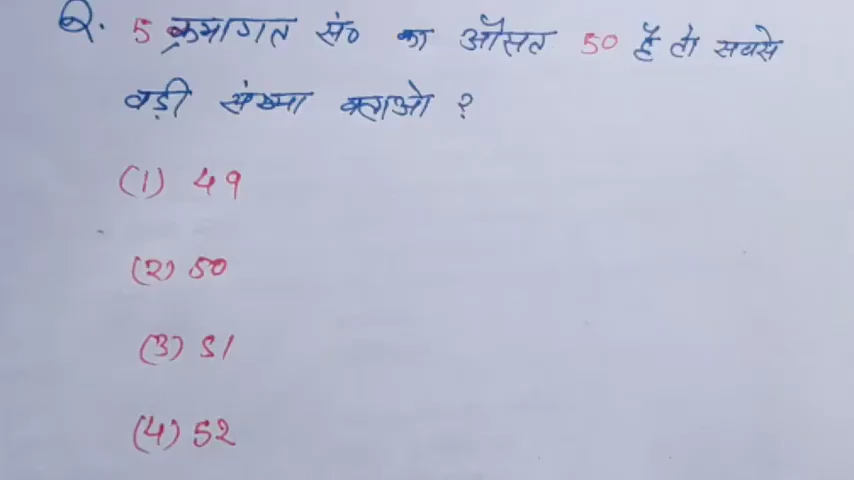 Q. 5 क्रमागत सं० का औसत 50 है तो सबसे
बड़ी संख्या बताओ ?
(1) 49
(2) 50
(3) 51
(4) 52